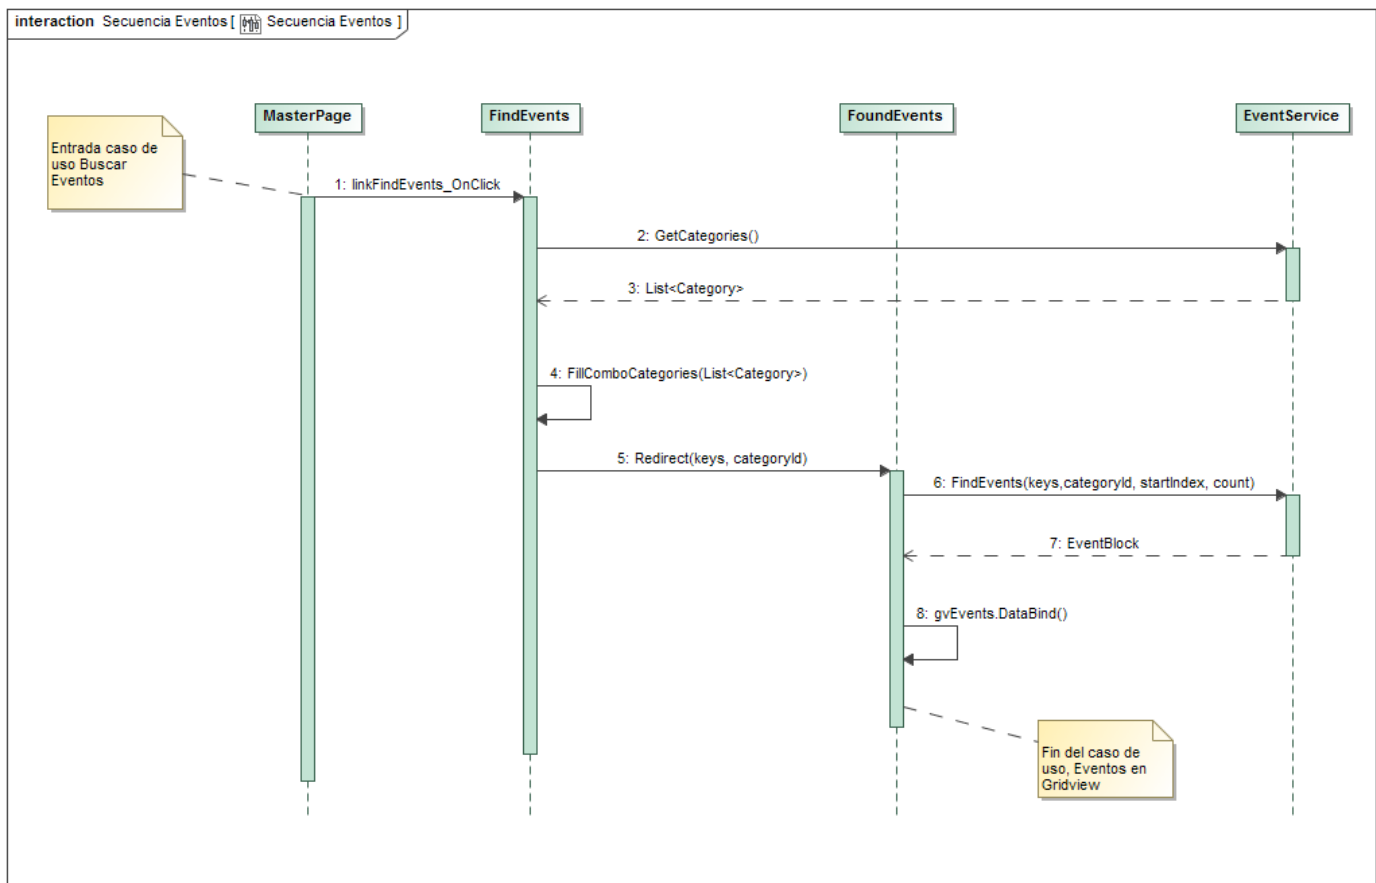 interaction Secuencia Eventos [ Secuencia Eventos ]
MasterPage
FindEvents
FoundEvents
EventService
Entrada caso de
uso Buscar
Eventos
1: linkFindEvents_OnClick
2: GetCategories()
3: List<Category>
4: FillComboCategories(List<Category>)
5: Redirect(keys, categoryId)
6: FindEvents(keys,categoryId, startIndex, count)
7: EventBlock
8: gvEvents.DataBind()
Fin del caso de
uso, Eventos en
Gridview